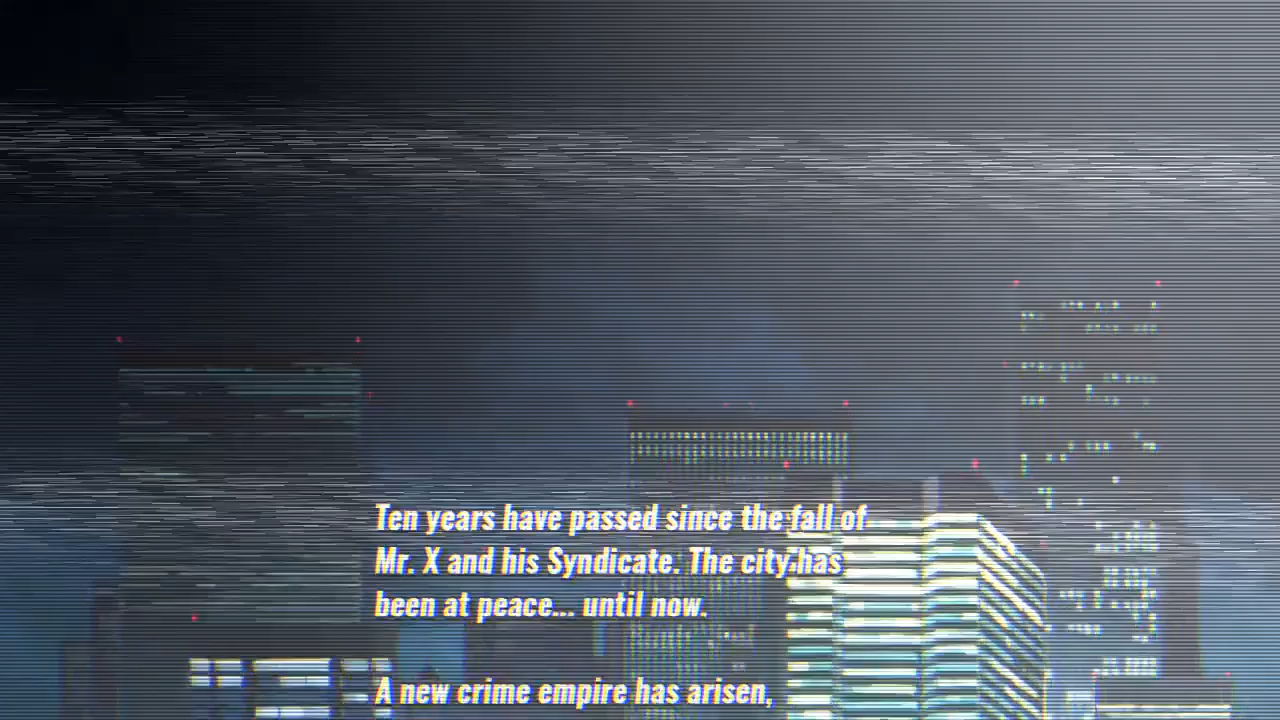 Ten years have passed since the fall of
Mr. X and his Syndicate. The city has
been at peace... until now.
A new crime empire has arisen,